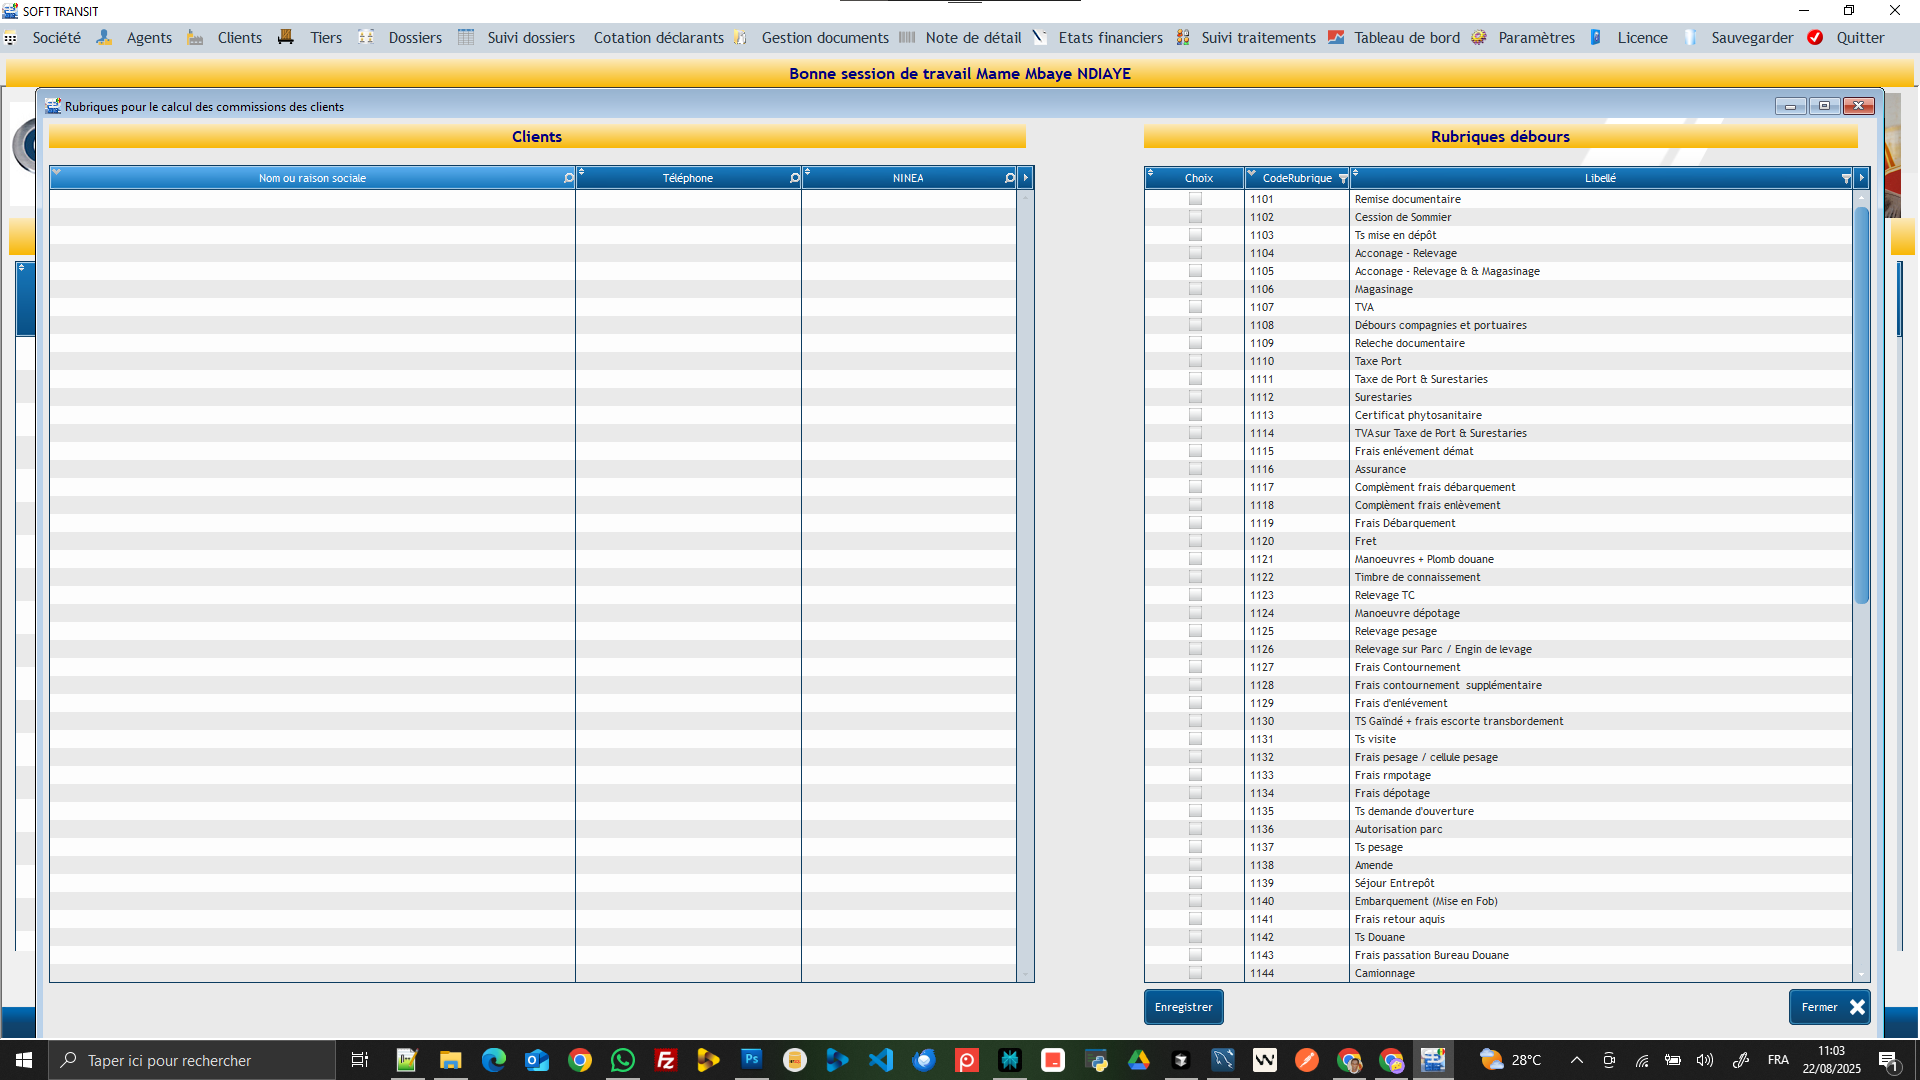 SOFT TRANSIT
Société Agents Clients Tiers Dossiers Suivi dossiers Cotation déclarants Gestion documents Note de détail Etats financiers Suivi traitements Tableau de bord Paramètres Licence Sauvegarder Quitter
Bonne session de travail Mame Mbaye NDIAYE
Rubriques pour le calcul des commissions des clients
Clients
Nom ou raison sociale Téléphone NINEA
Rubriques débours
Choix CodeRubrique Libellé
1101 Remise documentaire
1102 Cession de Sommier
1103 Ts mise en dépôt
1104 Acconage - Relevage
1105 Acconage - Relevage & & Magasinage
1106 Magasinage
1107 TVA
1108 Débours compagnies et portuaires
1109 Releche documentaire
1110 Taxe Port
1111 Taxe de Port & Surestaries
1112 Surestaries
1113 Certificat phytosanitaire
1114 TVA sur Taxe de Port & Surestaries
1115 Frais enlévement démat
1116 Assurance
1117 Complèment frais débarquement
1118 Complèment frais enlèvement
1119 Frais Débarquement
1120 Fret
1121 Manoeuvres + Plomb douane
1122 Timbre de connaissement
1123 Relevage TC
1124 Manoeuvre dépotage
1125 Relevage pesage
1126 Relevage sur Parc / Engin de levage
1127 Frais Contournement
1128 Frais contournement  supplémentaire
1129 Frais d'enlévement
1130 TS Gaïndé + frais escorte transbordement
1131 Ts visite
1132 Frais pesage / cellule pesage
1133 Frais rmpotage
1134 Frais dépotage
1135 Ts demande d'ouverture
1136 Autorisation parc
1137 Ts pesage
1138 Amende
1139 Séjour Entrepôt
1140 Embarquement (Mise en Fob)
1141 Frais retour aquis
1142 Ts Douane
1143 Frais passation Bureau Douane
1144 Camionnage
Enregistrer
Fermer
Taper ici pour rechercher
28°C
FRA
11:03
22/08/2025
1